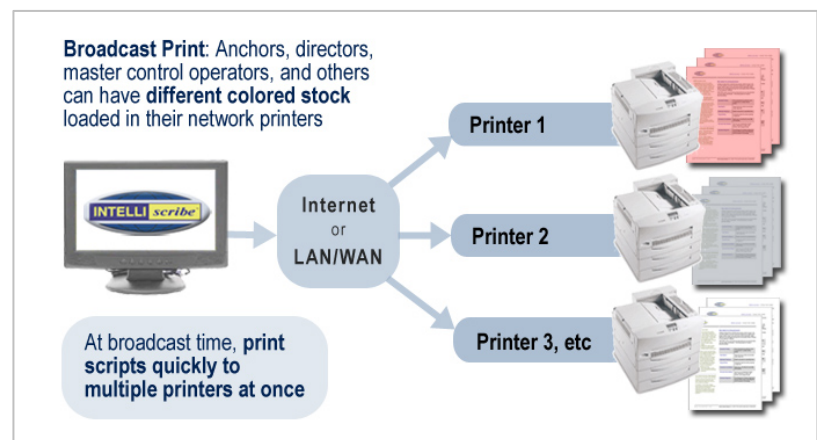 Broadcast Print: Anchors, directors,
master control operators, and others
can have different colored stock
loaded in their network printers
INTELLIscribe®
Internet
or
LAN/WAN
Printer 1
Printer 2
Printer 3, etc
At broadcast time, print
scripts quickly to
multiple printers at once